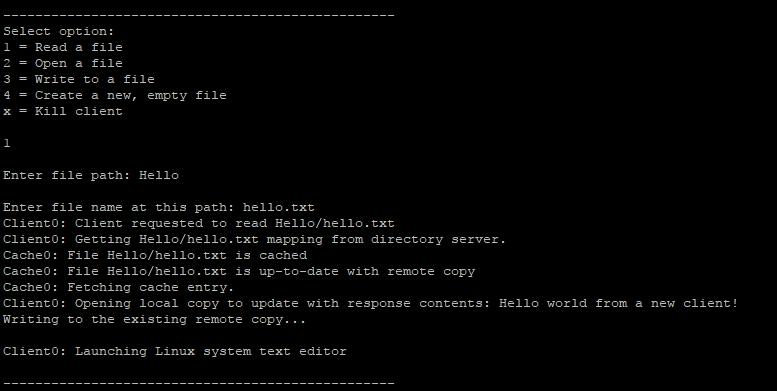 -------------------------------------------------
Select option:
1 = Read a file
2 = Open a file
3 = Write to a file
4 = Create a new, empty file
x = Kill client
1
Enter file path: Hello
Enter file name at this path: hello.txt
Client0: Client requested to read Hello/hello.txt
Client0: Getting Hello/hello.txt mapping from directory server.
Cache0: File Hello/hello.txt is cached
Cache0: File Hello/hello.txt is up-to-date with remote copy
Cache0: Fetching cache entry.
Client0: Opening local copy to update with response contents: Hello world from a new client!
Writing to the existing remote copy...
Client0: Launching Linux system text editor
-------------------------------------------------